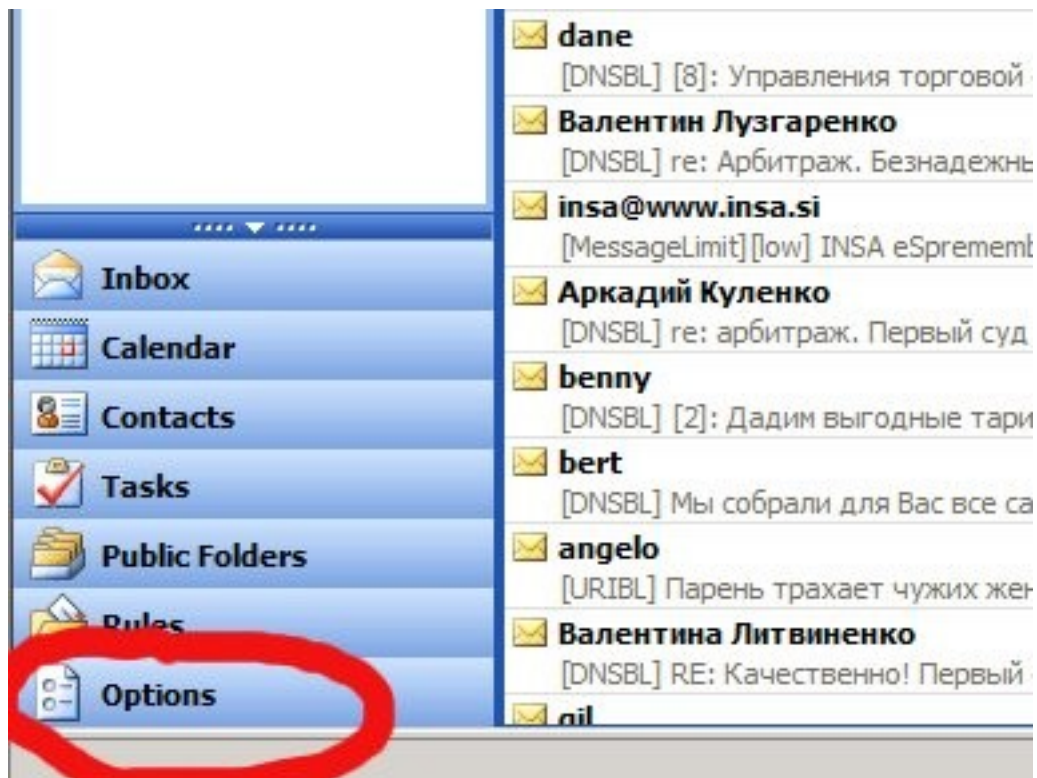 Inbox
Calendar
Contacts
Tasks
Public Folders
Rules
Options
dane
[DNSBL] [8]: Управления торговой
Валентин Лузгаренко
[DNSBL] re: Арбитраж. Безнадежны
insa@www.insa.si
[MessageLimit][low] INSA eSprememb
Аркадий Куленко
[DNSBL] re: арбитраж. Первый суд
benny
[DNSBL] [2]: Дадим выгодные тари
bert
[DNSBL] Мы собрали для Вас все са
angelo
[URIBL] Парень трахает чужих жен
Валентина Литвиненко
[DNSBL] RE: Качественно! Первый
gil